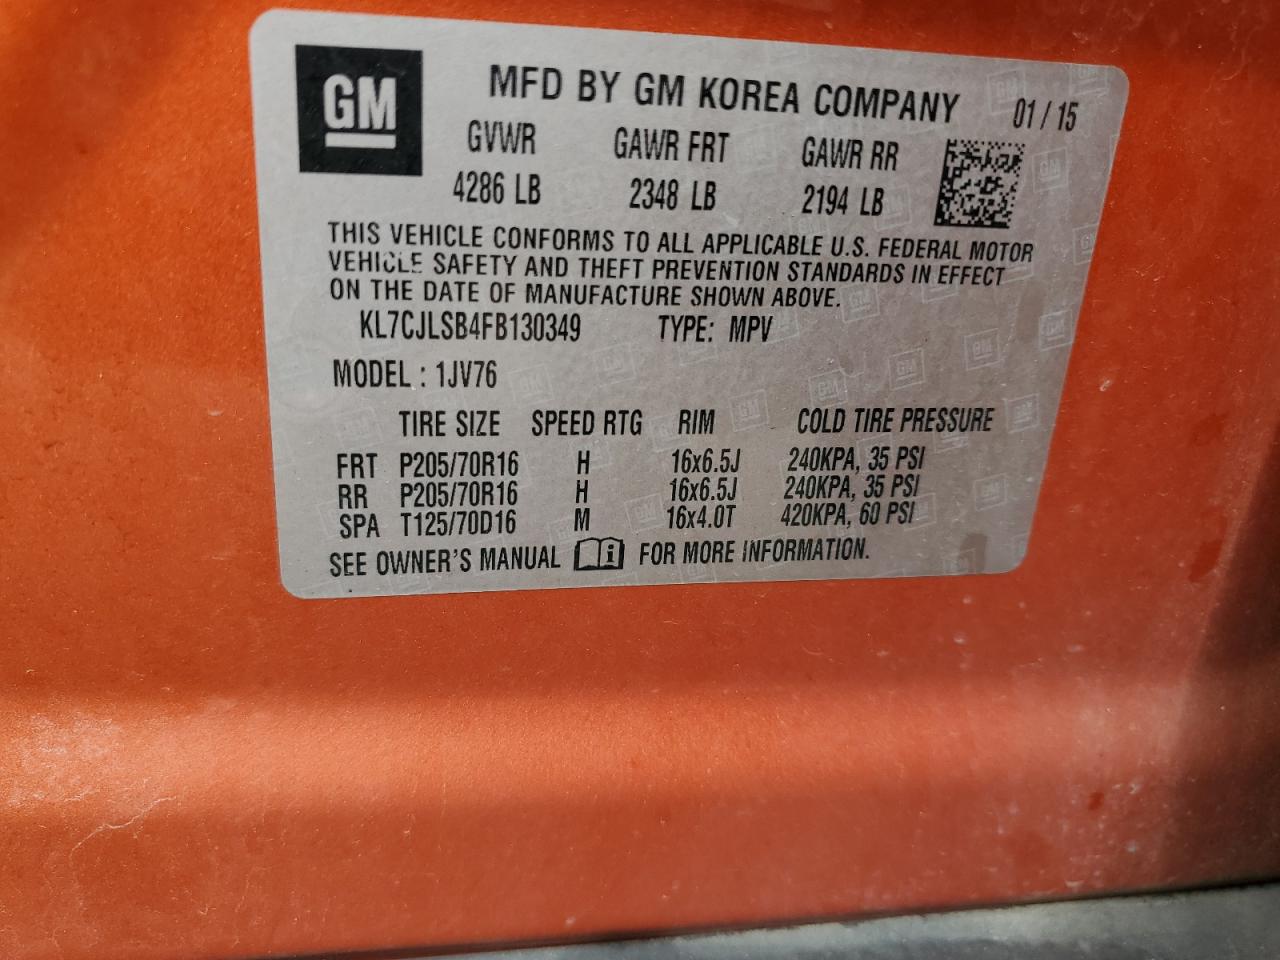 GM
MFD BY GM KOREA COMPANY 01 / 15
GVWR GAWR FRT GAWR RR
4286 LB 2348 LB 2194 LB
THIS VEHICLE CONFORMS TO ALL APPLICABLE U.S. FEDERAL MOTOR
VEHICLE SAFETY AND THEFT PREVENTION STANDARDS IN EFFECT
ON THE DATE OF MANUFACTURE SHOWN ABOVE.
KL7CJLSB4FB130349 TYPE: MPV
MODEL : 1JV76
TIRE SIZE SPEED RTG RIM COLD TIRE PRESSURE
FRT P205/70R16 H 16x6.5J 240KPA, 35 PSI
RR P205/70R16 H 16x6.5J 240KPA, 35 PSI
SPA T125/70D16 M 16x4.0T 420KPA, 60 PSI
SEE OWNER'S MANUAL i FOR MORE INFORMATION.